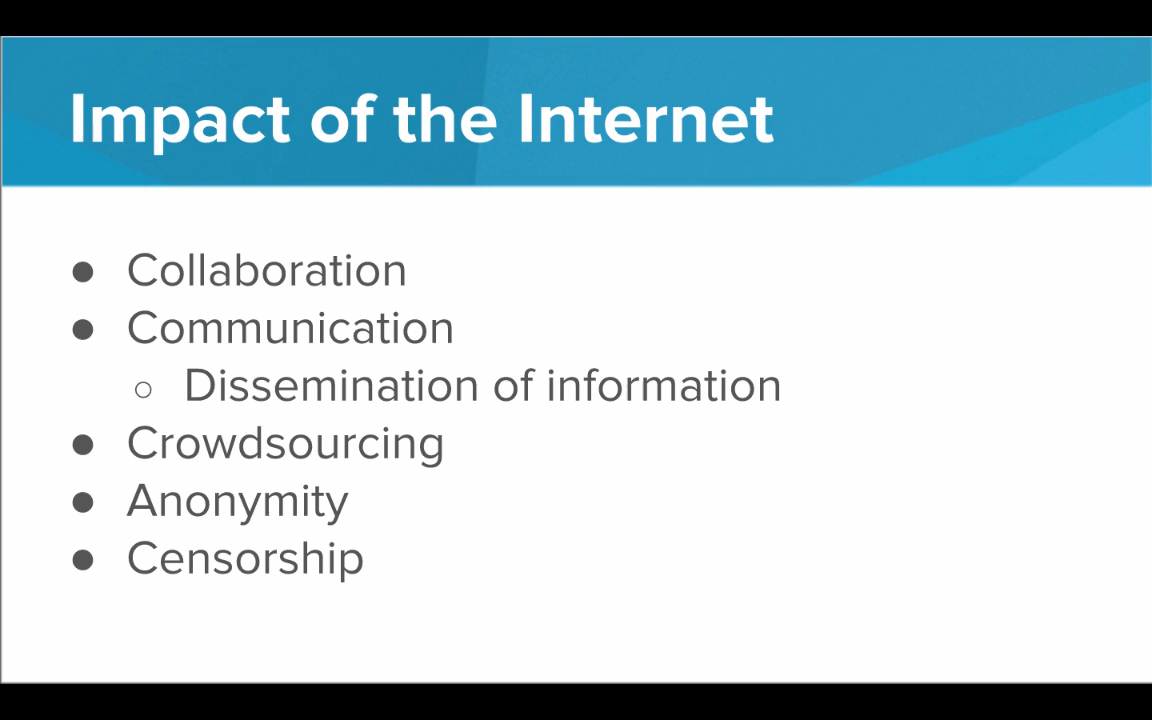 Impact of the Internet
● Collaboration
● Communication
○ Dissemination of information
● Crowdsourcing
● Anonymity
● Censorship